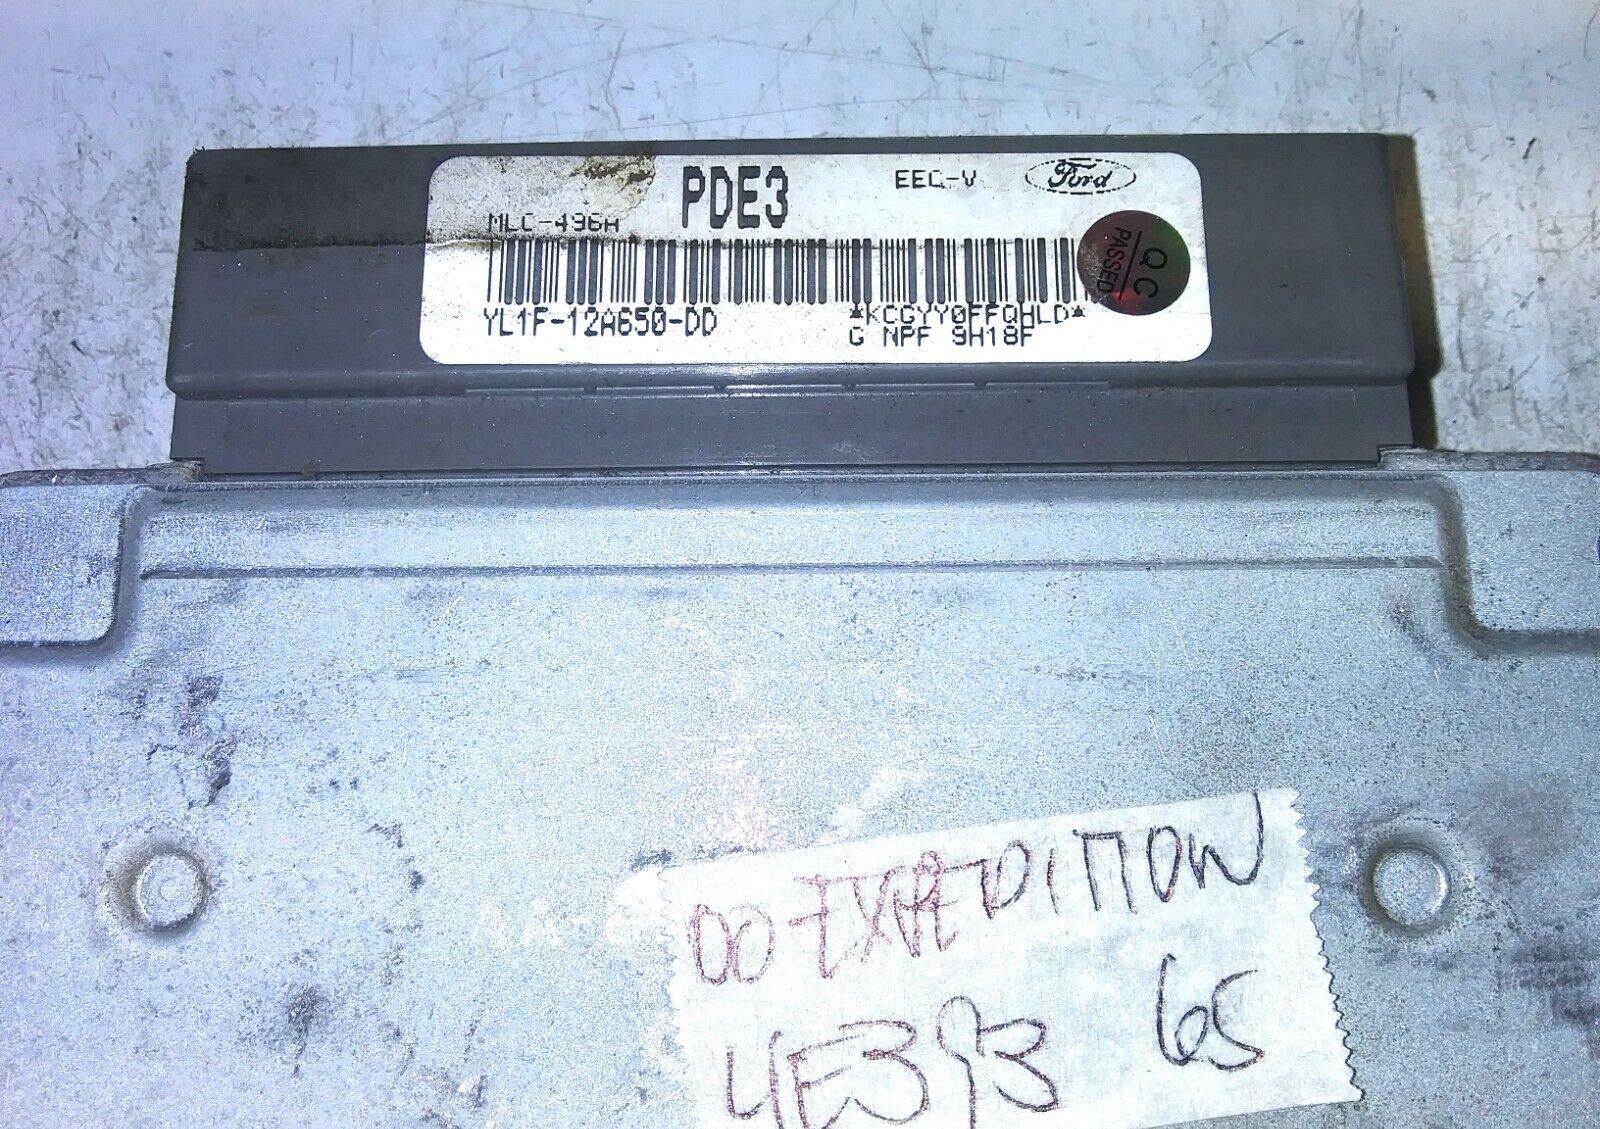 PDE3 EEC-V Ford
MLC-496A
QC PASSED
YL1F-12A650-DD *KCGYY0FFQHLD*
G NPF 9H18F
00 EXPEDITION
4E393 65